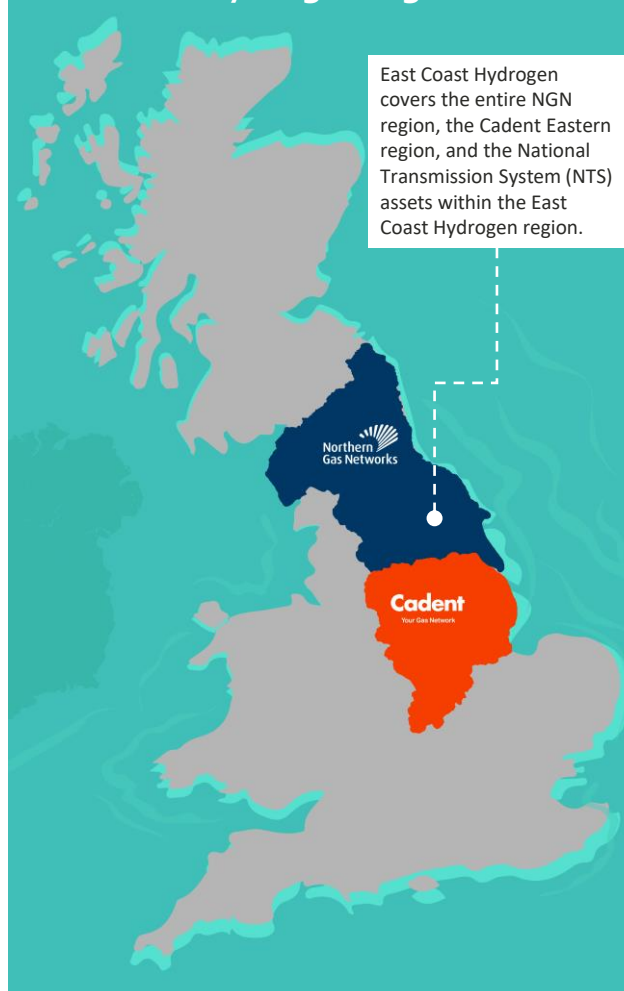 East Coast Hydrogen
covers the entire NGN
region, the Cadent Eastern
region, and the National
Transmission System (NTS)
assets within the East
Coast Hydrogen region.
Northern
Gas Networks
Cadent
Your Gas Network